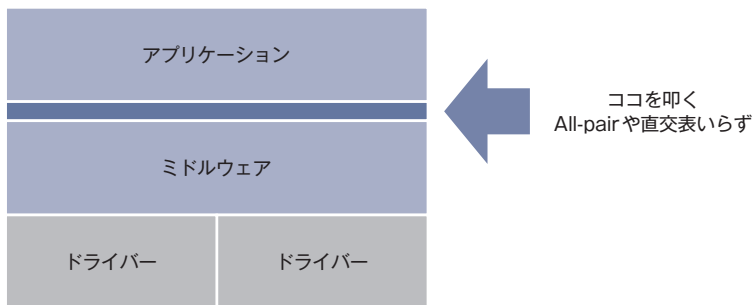 アプリケーション
ココを叩く
All-pairや直交表いらず
ミドルウェア
ドライバー
ドライバー